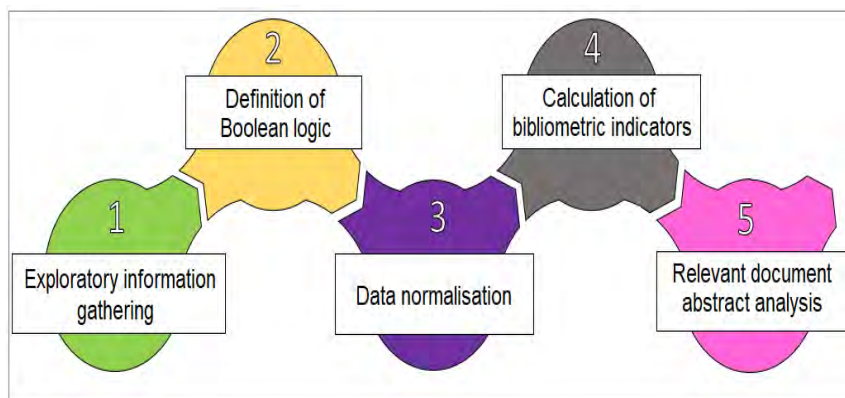 1
Exploratory information
gathering
2
Definition of
Boolean logic
3
Data normalisation
4
Calculation of
bibliometric indicators
5
Relevant document
abstract analysis